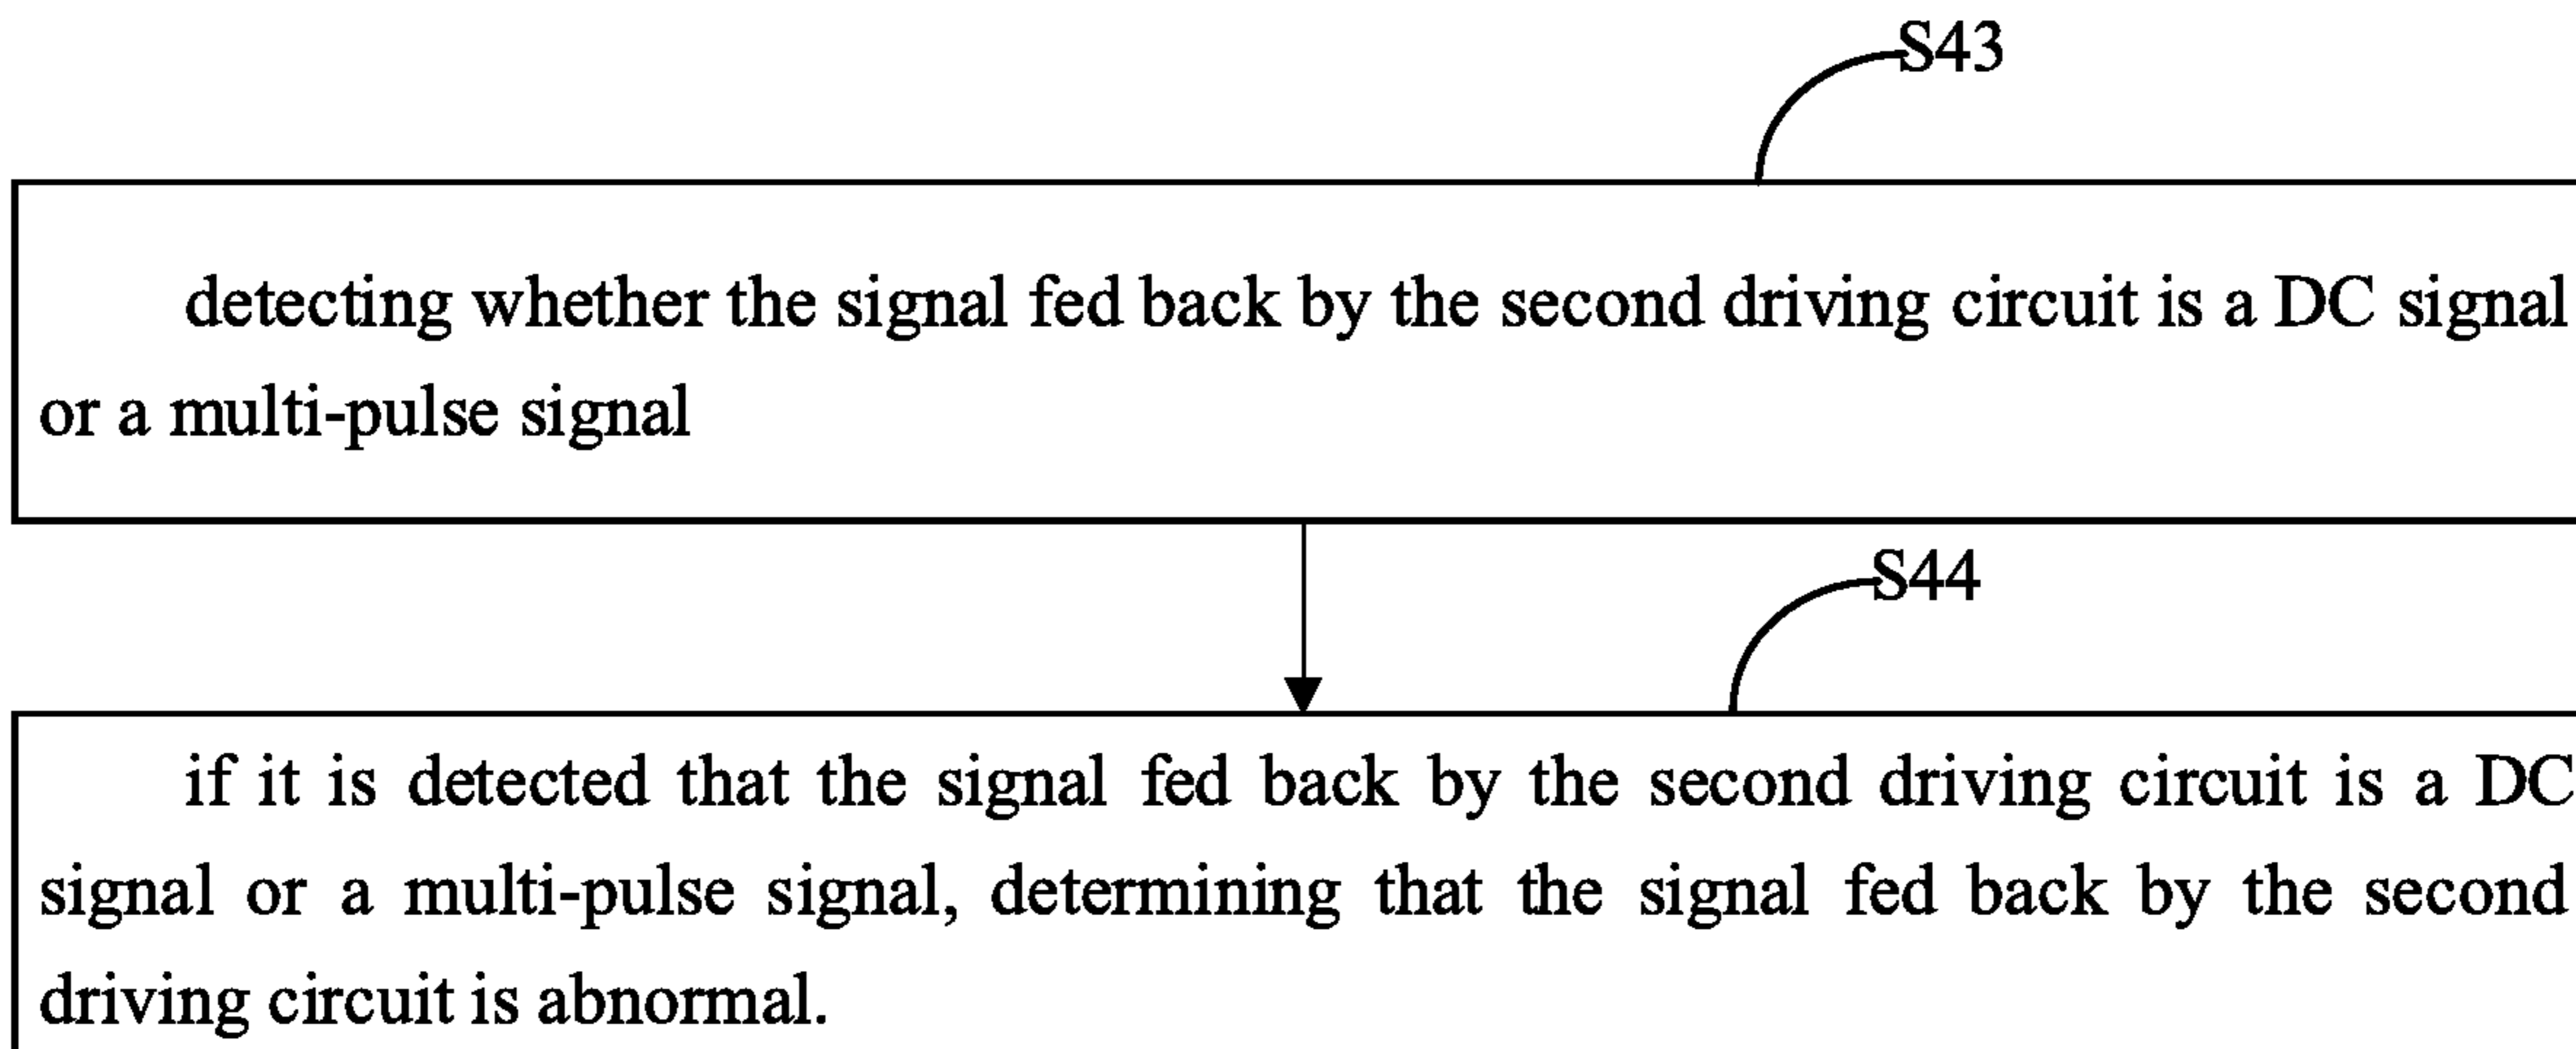 S43
detecting whether the signal fed back by the second driving circuit is a DC signal
or a multi-pulse signal
S44
if it is detected that the signal fed back by the second driving circuit is a DC
signal or a multi-pulse signal, determining that the signal fed back by the second
driving circuit is abnormal.